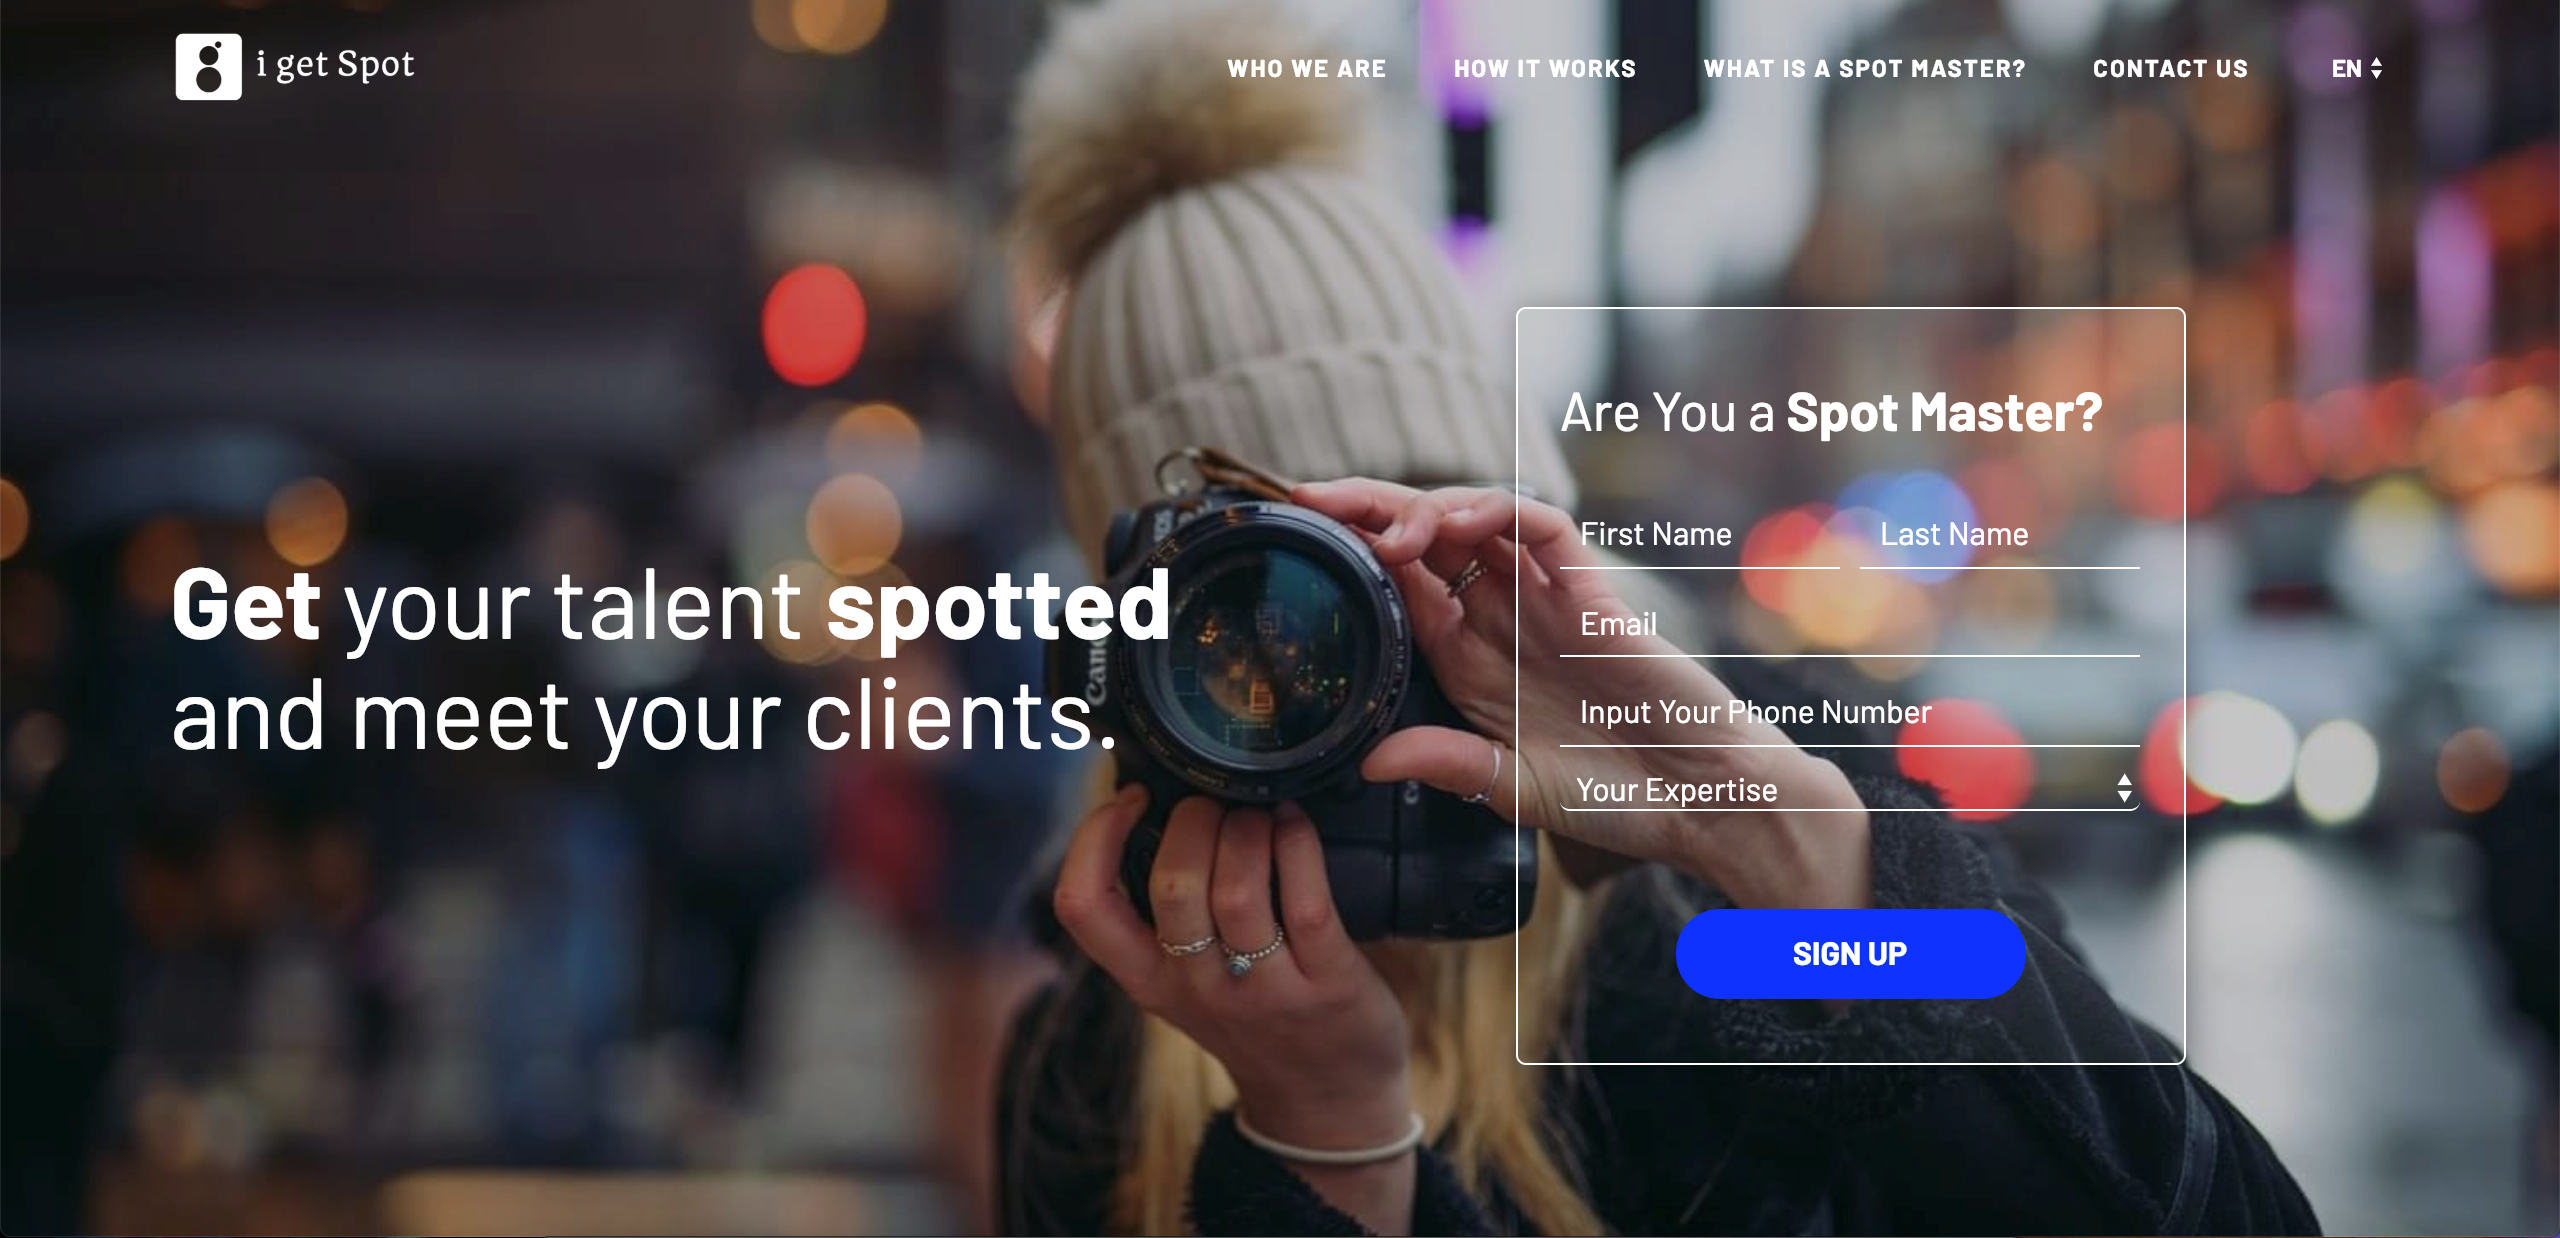 i get Spot
WHO WE ARE
HOW IT WORKS
WHAT IS A SPOT MASTER?
CONTACT US
EN
Get your talent spotted
and meet your clients.
Canon
Are You a Spot Master?
First Name
Last Name
Email
Input Your Phone Number
Your Expertise
SIGN UP